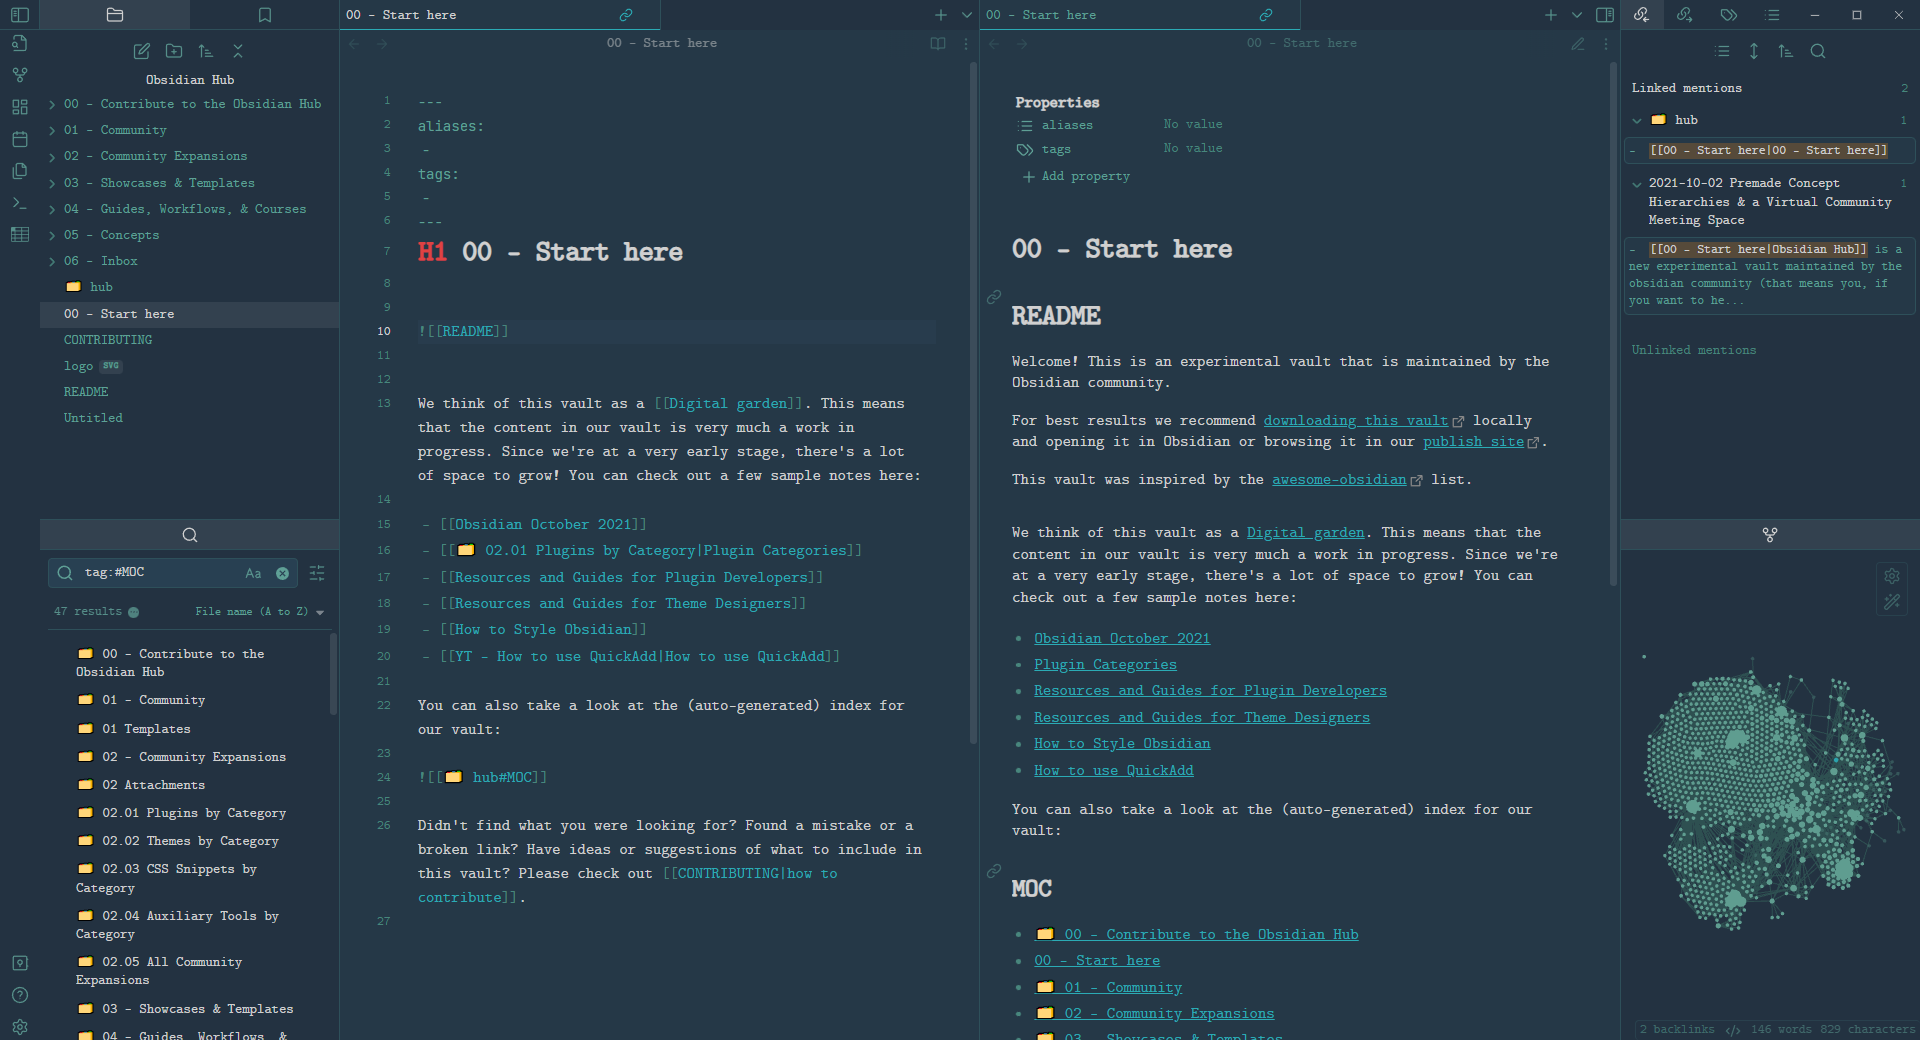 Obsidian Hub
00 - Contribute to the Obsidian Hub
01 - Community
02 - Community Expansions
03 - Showcases & Templates
04 - Guides, Workflows, & Courses
05 - Concepts
06 - Inbox
hub
00 - Start here
CONTRIBUTING
logo SVG
README
Untitled
tag:#MOC Aa
47 results File name (A to Z)
00 - Contribute to the
Obsidian Hub
01 - Community
01 Templates
02 - Community Expansions
02 Attachments
02.01 Plugins by Category
02.02 Themes by Category
02.03 CSS Snippets by
Category
02.04 Auxiliary Tools by
Category
02.05 All Community
Expansions
03 - Showcases & Templates
04 - Guides, Workflows, &
00 - Start here
00 - Start here
1 ---
2 aliases:
3 -
4 tags:
5 -
6 ---
7 H1 00 - Start here
8
9
10 ![[README]]
11
12
13 We think of this vault as a [[Digital garden]]. This means
that the content in our vault is very much a work in
progress. Since we're at a very early stage, there's a lot
of space to grow! You can check out a few sample notes here:
14
15 - [[Obsidian October 2021]]
16 - [[🗂️ 02.01 Plugins by Category|Plugin Categories]]
17 - [[Resources and Guides for Plugin Developers]]
18 - [[Resources and Guides for Theme Designers]]
19 - [[How to Style Obsidian]]
20 - [[YT - How to use QuickAdd|How to use QuickAdd]]
21
22 You can also take a look at the (auto-generated) index for
our vault:
23
24 ![[🗂️ hub#MOC]]
25
26 Didn't find what you were looking for? Found a mistake or a
broken link? Have ideas or suggestions of what to include in
this vault? Please check out [[CONTRIBUTING|how to
contribute]].
27
00 - Start here
00 - Start here
Properties
aliases No value
tags No value
Add property
00 - Start here
README
Welcome! This is an experimental vault that is maintained by the
Obsidian community.
For best results we recommend downloading this vault locally
and opening it in Obsidian or browsing it in our publish site.
This vault was inspired by the awesome-obsidian list.
We think of this vault as a Digital garden. This means that the
content in our vault is very much a work in progress. Since we're
at a very early stage, there's a lot of space to grow! You can
check out a few sample notes here:
Obsidian October 2021
Plugin Categories
Resources and Guides for Plugin Developers
Resources and Guides for Theme Designers
How to Style Obsidian
How to use QuickAdd
You can also take a look at the (auto-generated) index for our
vault:
MOC
00 - Contribute to the Obsidian Hub
00 - Start here
01 - Community
02 - Community Expansions
03 - Showcases & Templates
Linked mentions 2
hub 1
- [[00 - Start here|00 - Start here]]
2021-10-02 Premade Concept 1
Hierarchies & a Virtual Community
Meeting Space
- [[00 - Start here|Obsidian Hub]] is a
new experimental vault maintained by the
obsidian community (that means you, if
you want to he...
Unlinked mentions
2 backlinks 146 words 829 characters